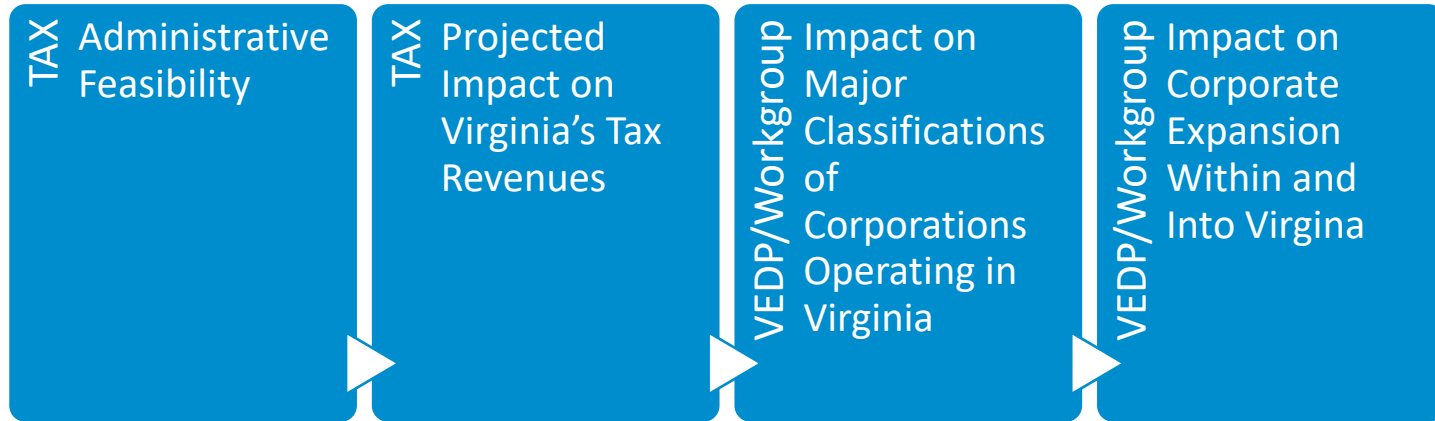 TAX
Administrative
Feasibility
TAX
Projected
Impact on
Virginia’s Tax
Revenues
VEDP/Workgroup
Impact on
Major
Classifications
of
Corporations
Operating in
Virginia
VEDP/Workgroup
Impact on
Corporate
Expansion
Within and
Into Virgina